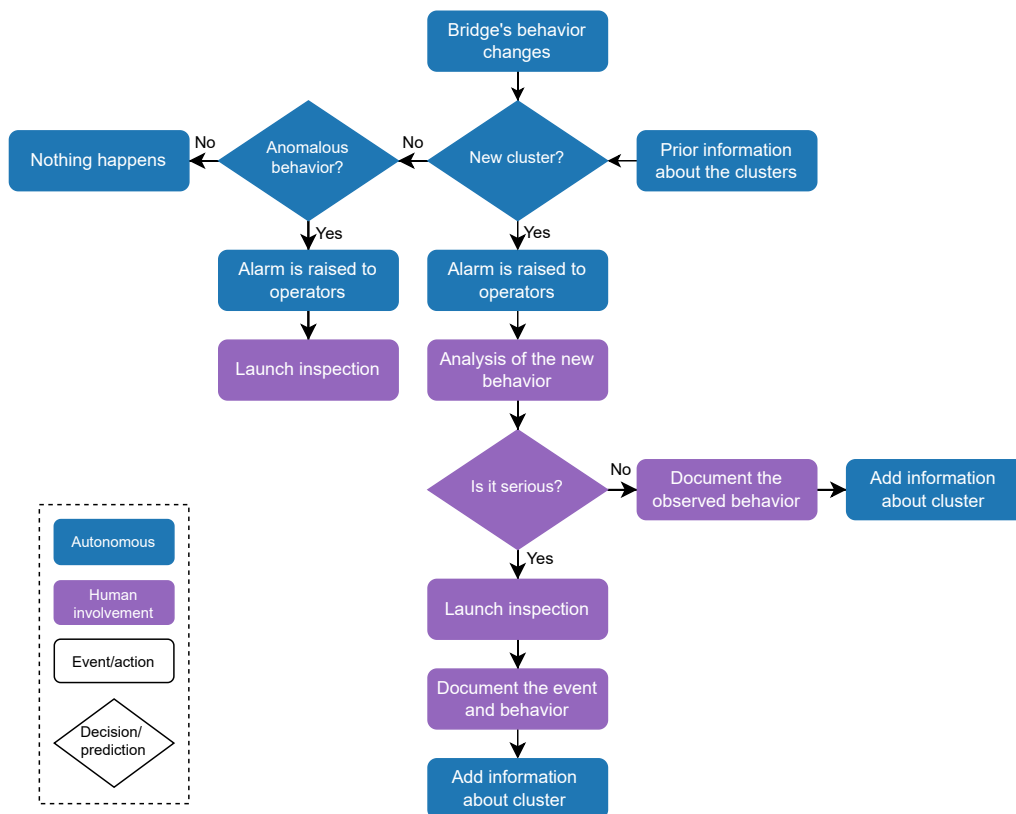 Bridge's behavior
changes
Nothing happens
No
Anomalous
behavior?
No
New cluster?
Prior information
about the clusters
Yes
Yes
Alarm is raised to
operators
Alarm is raised to
operators
Launch inspection
Analysis of the new
behavior
Is it serious?
No
Document the
observed behavior
Add information
about cluster
Yes
Launch inspection
Document the event
and behavior
Add information
about cluster
Autonomous
Human
involvement
Event/action
Decision/
prediction